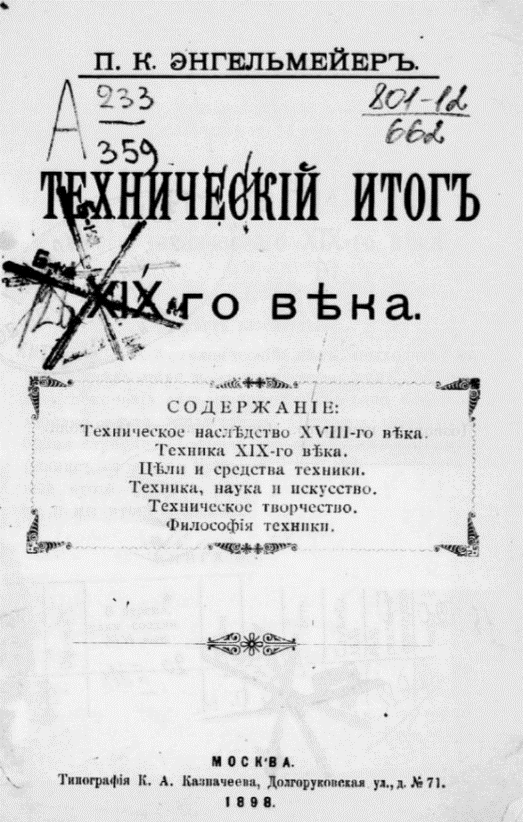 П. К. ЭНГЕЛЬМЕЙЕРЪ.
А 233
359
801-12
662
ТЕХНИЧЕСКІЙ ИТОГЪ
XIX-го вѣка.
СОДЕРЖАНІЕ:
Техническое наслѣдство XVIII-го вѣка.
Техника XIX-го вѣка.
Цѣли и средства техники.
Техника, наука и искусство.
Техническое творчество.
Философія техники.
МОСКВА.
Типографія К. А. Казначеева, Долгоруковская ул., д. № 71.
1898.